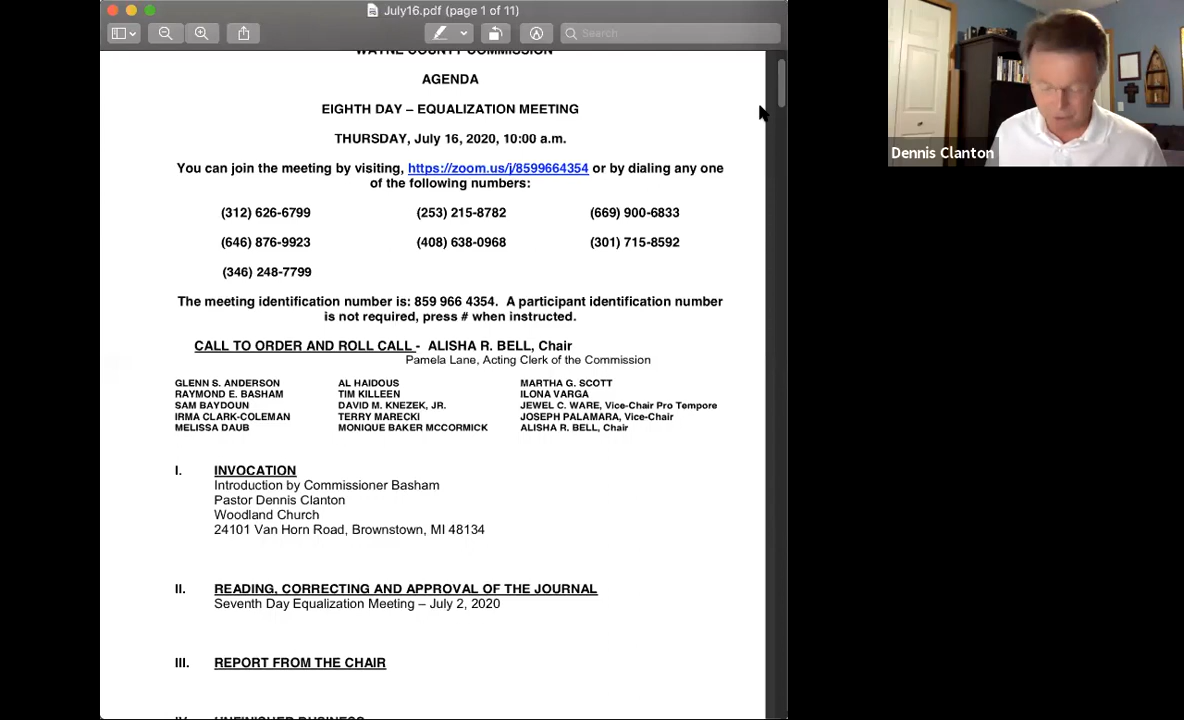 July16.pdf (page 1 of 11)
Search
WAYNE COUNTY COMMISSION
AGENDA
EIGHTH DAY – EQUALIZATION MEETING
THURSDAY, July 16, 2020, 10:00 a.m.
You can join the meeting by visiting, https://zoom.us/j/8599664354 or by dialing any one
of the following numbers:
(312) 626-6799 (253) 215-8782 (669) 900-6833
(646) 876-9923 (408) 638-0968 (301) 715-8592
(346) 248-7799
The meeting identification number is: 859 966 4354. A participant identification number
is not required, press # when instructed.
CALL TO ORDER AND ROLL CALL - ALISHA R. BELL, Chair
Pamela Lane, Acting Clerk of the Commission
GLENN S. ANDERSON AL HAIDOUS MARTHA G. SCOTT
RAYMOND E. BASHAM TIM KILLEEN ILONA VARGA
SAM BAYDOUN DAVID M. KNEZEK, JR. JEWEL C. WARE, Vice-Chair Pro Tempore
IRMA CLARK-COLEMAN TERRY MARECKI JOSEPH PALAMARA, Vice-Chair
MELISSA DAUB MONIQUE BAKER MCCORMICK ALISHA R. BELL, Chair
I. INVOCATION
Introduction by Commissioner Basham
Pastor Dennis Clanton
Woodland Church
24101 Van Horn Road, Brownstown, MI 48134
II. READING, CORRECTING AND APPROVAL OF THE JOURNAL
Seventh Day Equalization Meeting – July 2, 2020
III. REPORT FROM THE CHAIR
IV. UNFINISHED BUSINESS
Dennis Clanton